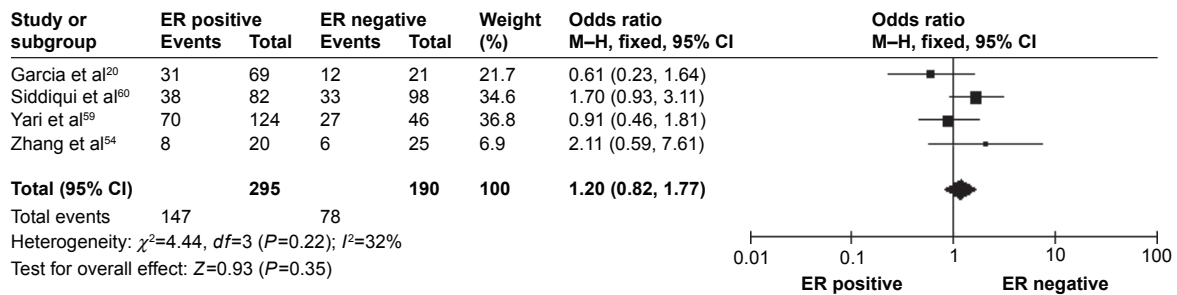 Study or subgroup ER positive ER negative Weight (%) Odds ratio M–H, fixed, 95% CI Odds ratio M–H, fixed, 95% CI
Events Total Events Total
Garcia et al²⁰ 31 69 12 21 21.7 0.61 (0.23, 1.64)
Siddiqui et al⁶⁰ 38 82 33 98 34.6 1.70 (0.93, 3.11)
Yari et al⁵⁹ 70 124 27 46 36.8 0.91 (0.46, 1.81)
Zhang et al⁵⁴ 8 20 6 25 6.9 2.11 (0.59, 7.61)
Total (95% CI) 295 190 100 1.20 (0.82, 1.77)
Total events 147 78
Heterogeneity: χ²=4.44, df=3 (P=0.22); I²=32%
Test for overall effect: Z=0.93 (P=0.35)
0.01 0.1 1 10 100
ER positive ER negative